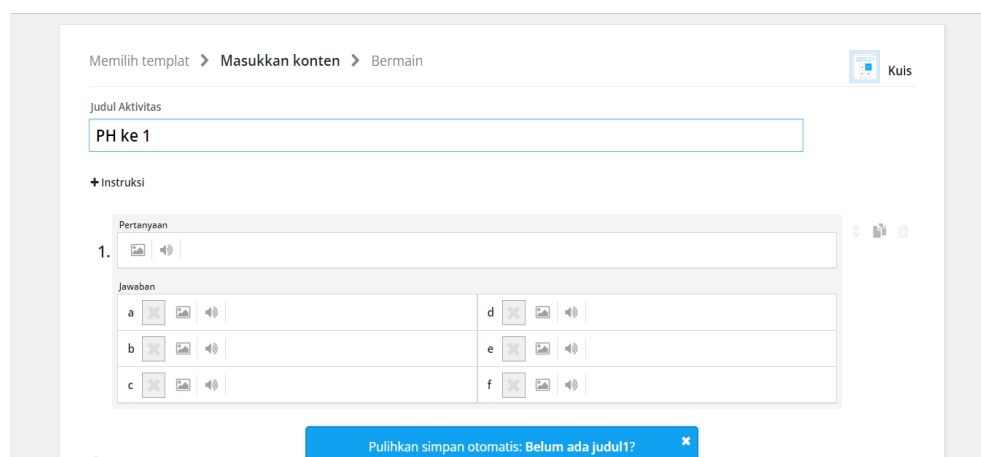 Memilih templat > Masukkan konten > Bermain
Kuis
Judul Aktivitas
PH ke 1
+ Instruksi
Pertanyaan
1.
Jawaban
a d
b e
c f
Pulihkan simpan otomatis: Belum ada judul1? ×